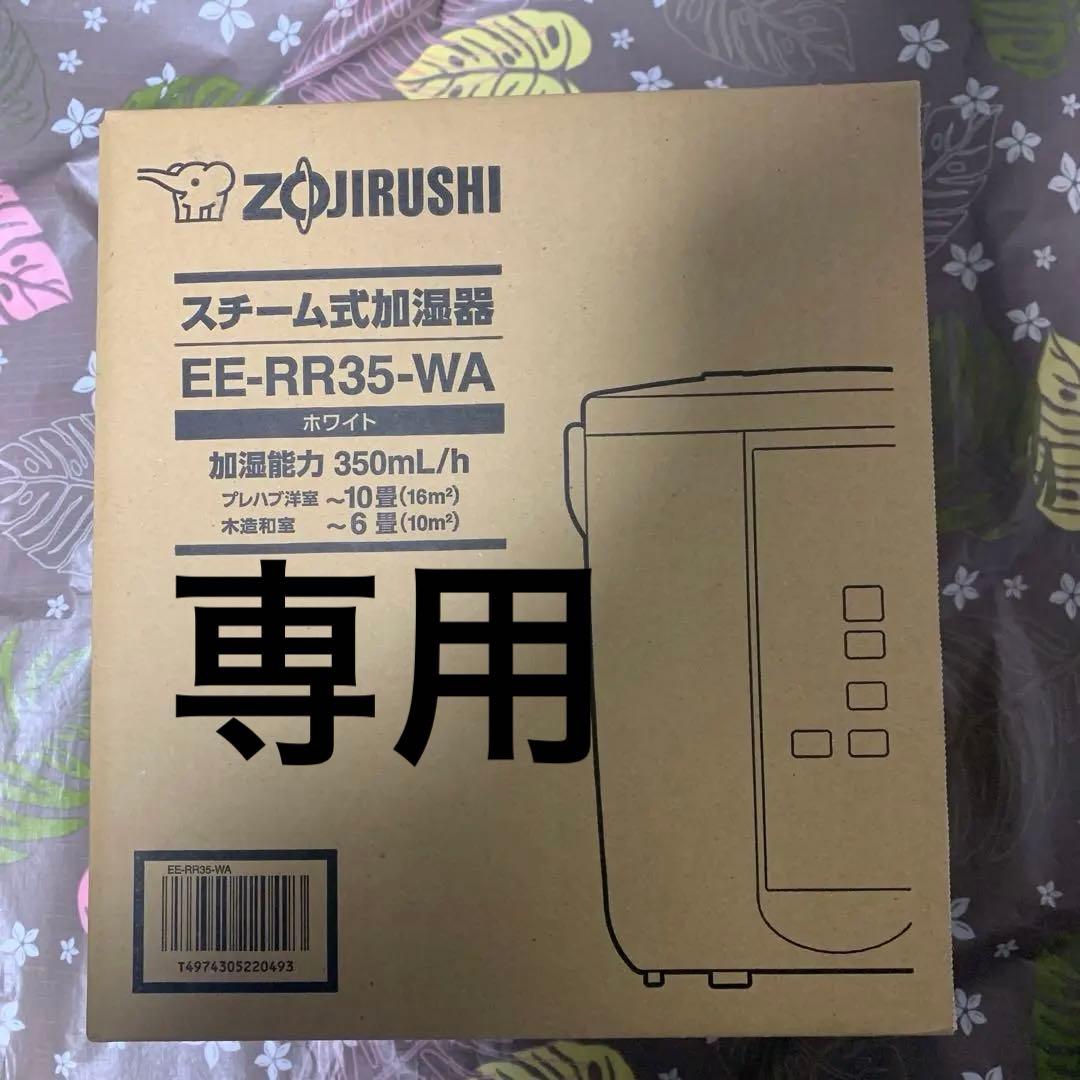 ZOJIRUSHI
スチーム式加湿器
EE-RR35-WA
ホワイト
加湿能力 350mL/h
プレハブ洋室 ～10畳(16m²)
木造和室 ～6畳(10m²)
専用
EE-RR35-WA
T4974305220493